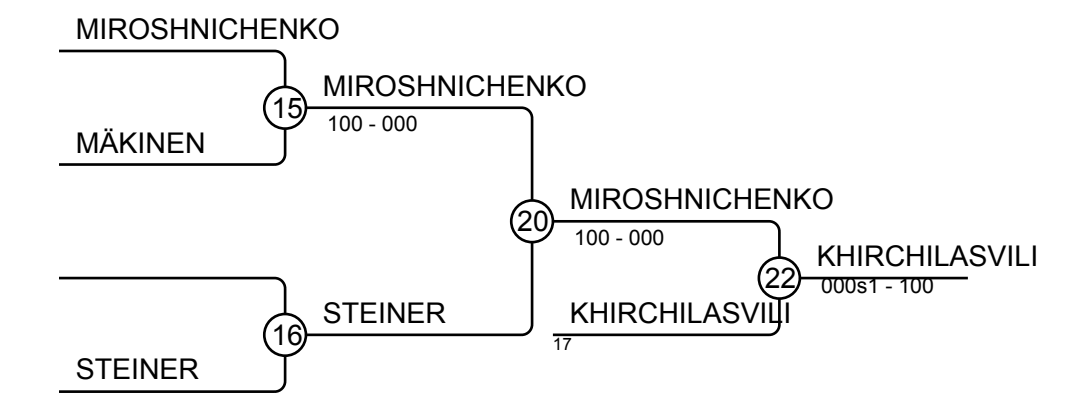 MIROSHNICHENKO
MIROSHNICHENKO
15
100 - 000
MÄKINEN
MIROSHNICHENKO
20
100 - 000
KHIRCHILASVILI
22
000s1 - 100
STEINER
KHIRCHILASVILI
16
17
STEINER